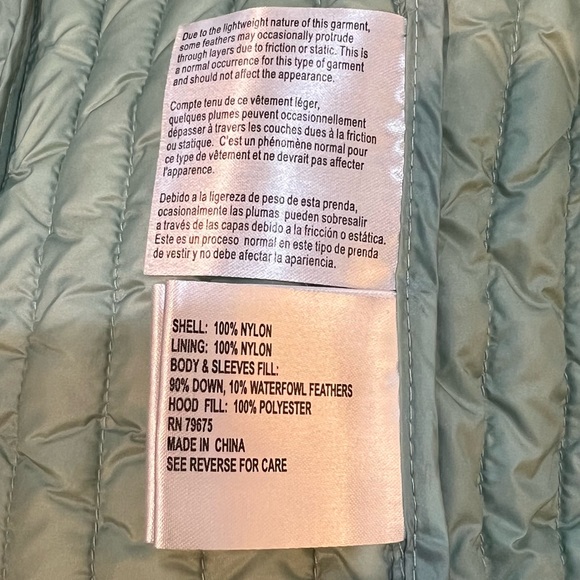 Due to the lightweight nature of this garment,
some feathers may occasionally protrude
through layers due to friction or static. This is
a normal occurrence for this type of garment
and should not affect the appearance.
Compte tenu de ce vêtement léger,
quelques plumes peuvent occasionnellement
dépasser à travers les couches dues à la friction
ou statique. C'est un phénomène normal pour
ce type de vêtement et ne devrait pas affecter
l'apparence.
Debido a la ligereza de peso de esta prenda,
ocasionalmente las plumas pueden sobresalir
a través de las capas debido a la fricción o estática.
Este es un proceso normal en este tipo de prenda
de vestir y no debe afectar la apariencia.
SHELL: 100% NYLON
LINING: 100% NYLON
BODY & SLEEVES FILL:
90% DOWN, 10% WATERFOWL FEATHERS
HOOD FILL: 100% POLYESTER
RN 79675
MADE IN CHINA
SEE REVERSE FOR CARE